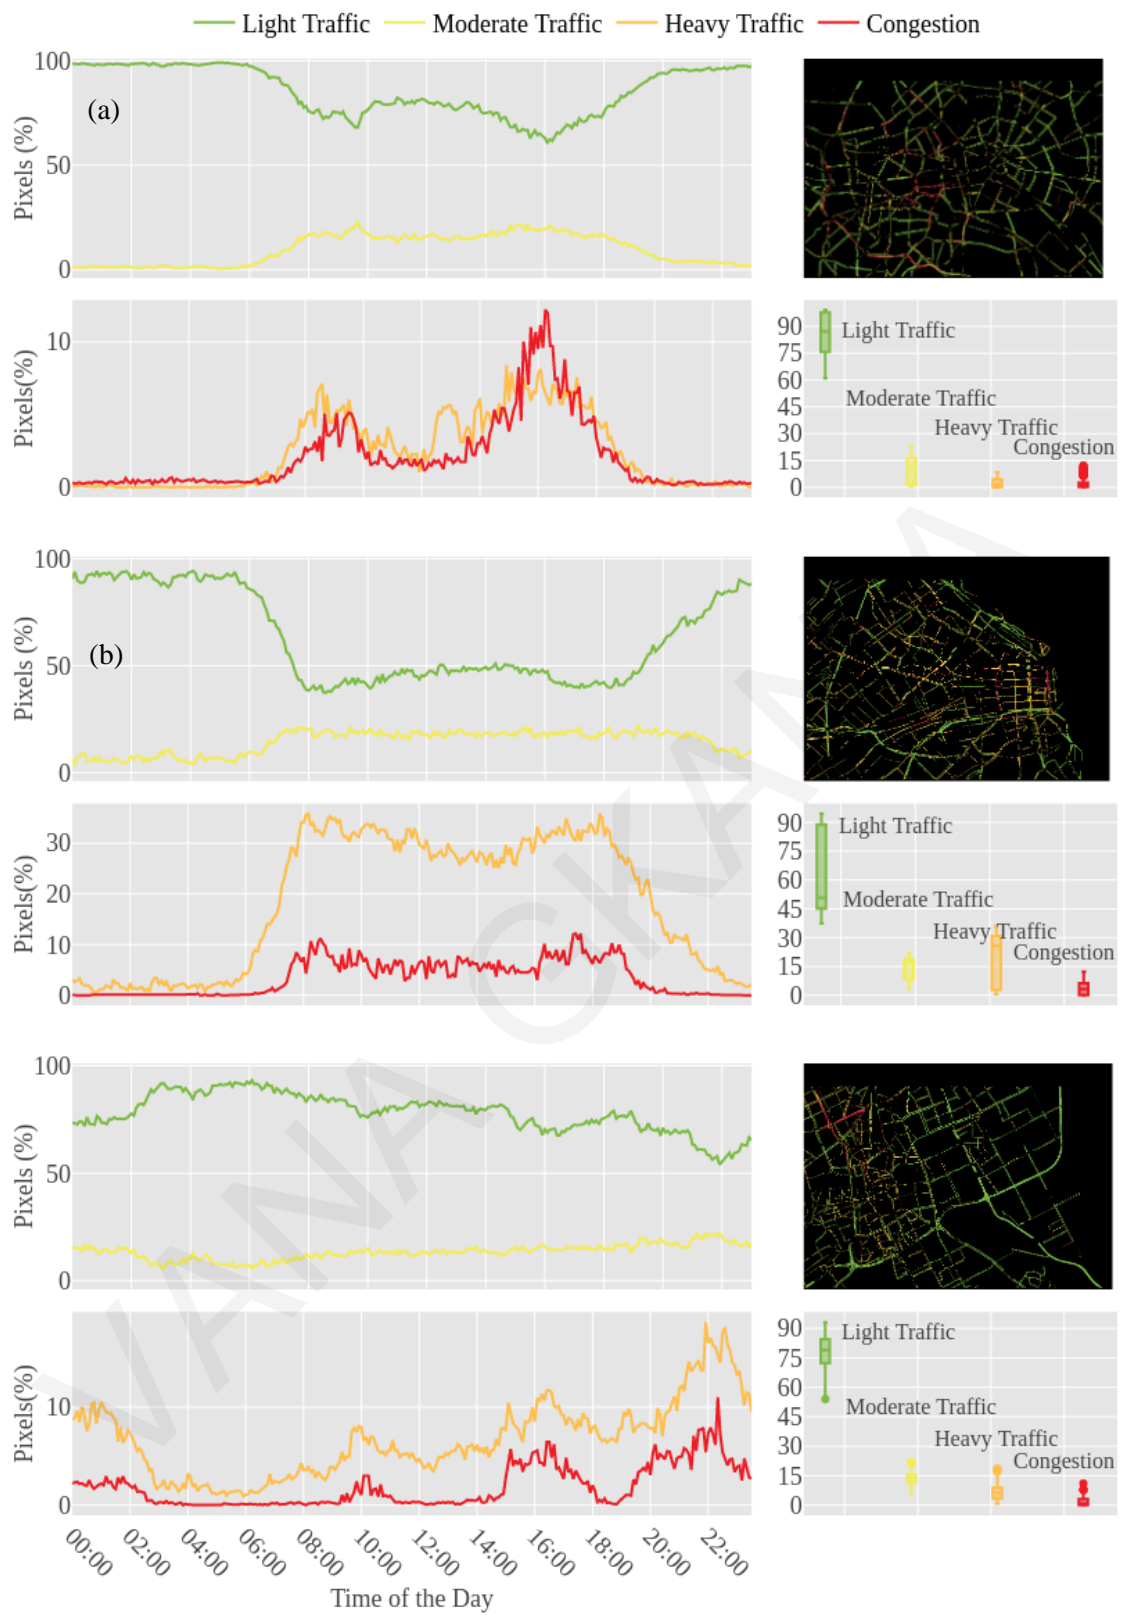 Light Traffic Moderate Traffic Heavy Traffic Congestion
100
(a)
Pixels (%)
50
0
10
Pixels(%)
0
90
75
60
45
30
15
0
Light Traffic
Moderate Traffic
Heavy Traffic
Congestion
100
(b)
Pixels (%)
50
0
30
20
10
0
Pixels(%)
90
75
60
45
30
15
0
Light Traffic
Moderate Traffic
Heavy Traffic
Congestion
100
Pixels (%)
50
0
10
Pixels(%)
0
90
75
60
45
30
15
0
Light Traffic
Moderate Traffic
Heavy Traffic
Congestion
00:00 02:00 04:00 06:00 08:00 10:00 12:00 14:00 16:00 18:00 20:00 22:00
Time of the Day
VANA GKANIA